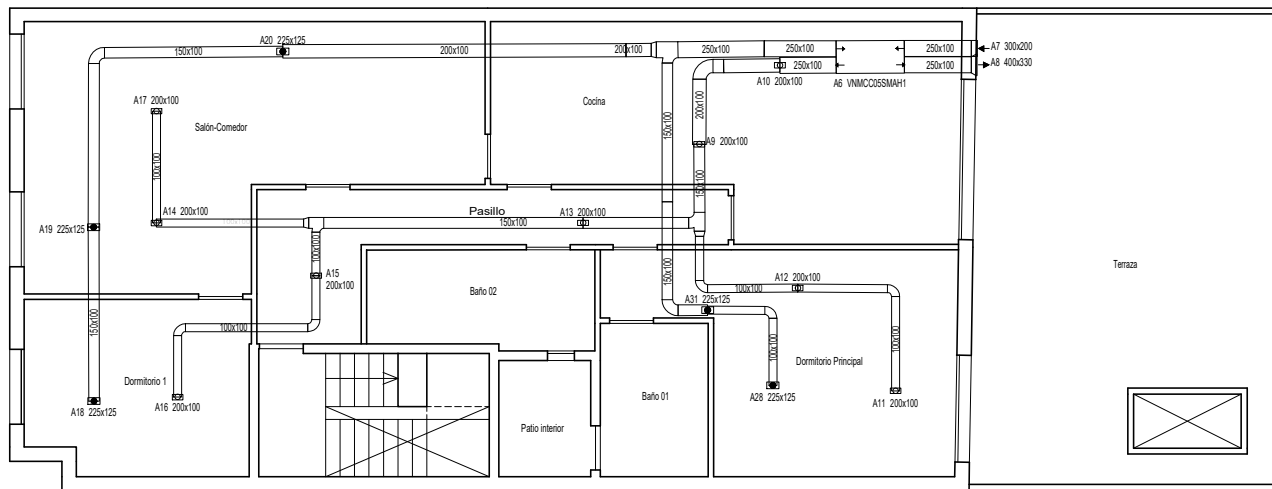 A20 225x125
150x100
200x100
200x100
250x100
250x100
250x100
A7 300x200
A8 400x330
250x100
250x100
A10 200x100
A6 VNMCC05SMAH1
A17 200x100
Cocina
Salón-Comedor
200x100
150x100
A9 200x100
100x100
150x100
A14 200x100
Pasillo
A13 200x100
150x100
A19 225x125
100x100
A15
200x100
150x100
Terraza
Baño 02
A12 200x100
100x100
A31 225x125
150x100
100x100
100x100
100x100
Dormitorio 1
Dormitorio Principal
A18 225x125
A16 200x100
Baño 01
A28 225x125
A11 200x100
Patio interior